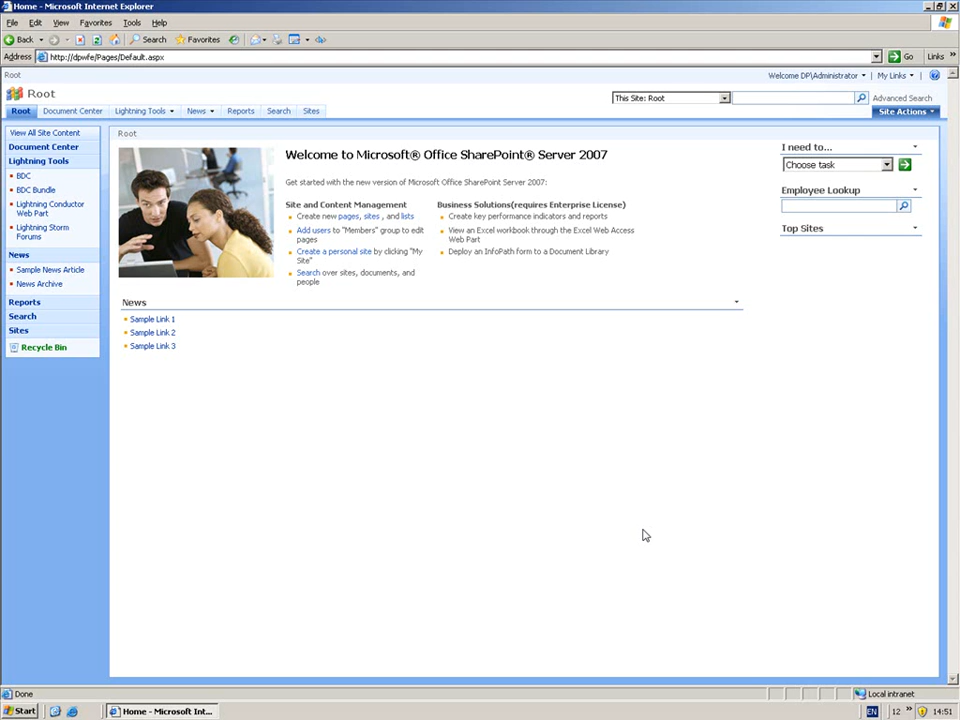 Home - Microsoft Internet Explorer
File Edit View Favorites Tools Help
Back Search Favorites
Address http://dpwfe/Pages/Default.aspx Go Links »
Root Welcome DP\Administrator My Links
Root This Site: Root Advanced Search
Root Document Center Lightning Tools News Reports Search Sites Site Actions
View All Site Content
Document Center
Lightning Tools
BDC
BDC Bundle
Lightning Conductor
Web Part
Lightning Storm
Forums
News
Sample News Article
News Archive
Reports
Search
Sites
Recycle Bin
Root
Welcome to Microsoft® Office SharePoint® Server 2007
Get started with the new version of Microsoft Office SharePoint Server 2007:
Site and Content Management
Create new pages, sites , and lists
Add users to "Members" group to edit
pages
Create a personal site by clicking "My
Site"
Search over sites, documents, and
people
Business Solutions(requires Enterprise License)
Create key performance indicators and reports
View an Excel workbook through the Excel Web Access
Web Part
Deploy an InfoPath form to a Document Library
News
Sample Link 1
Sample Link 2
Sample Link 3
I need to...
Choose task
Employee Lookup
Top Sites
Done Local intranet
Start Home - Microsoft Int... EN 12 » 14:51